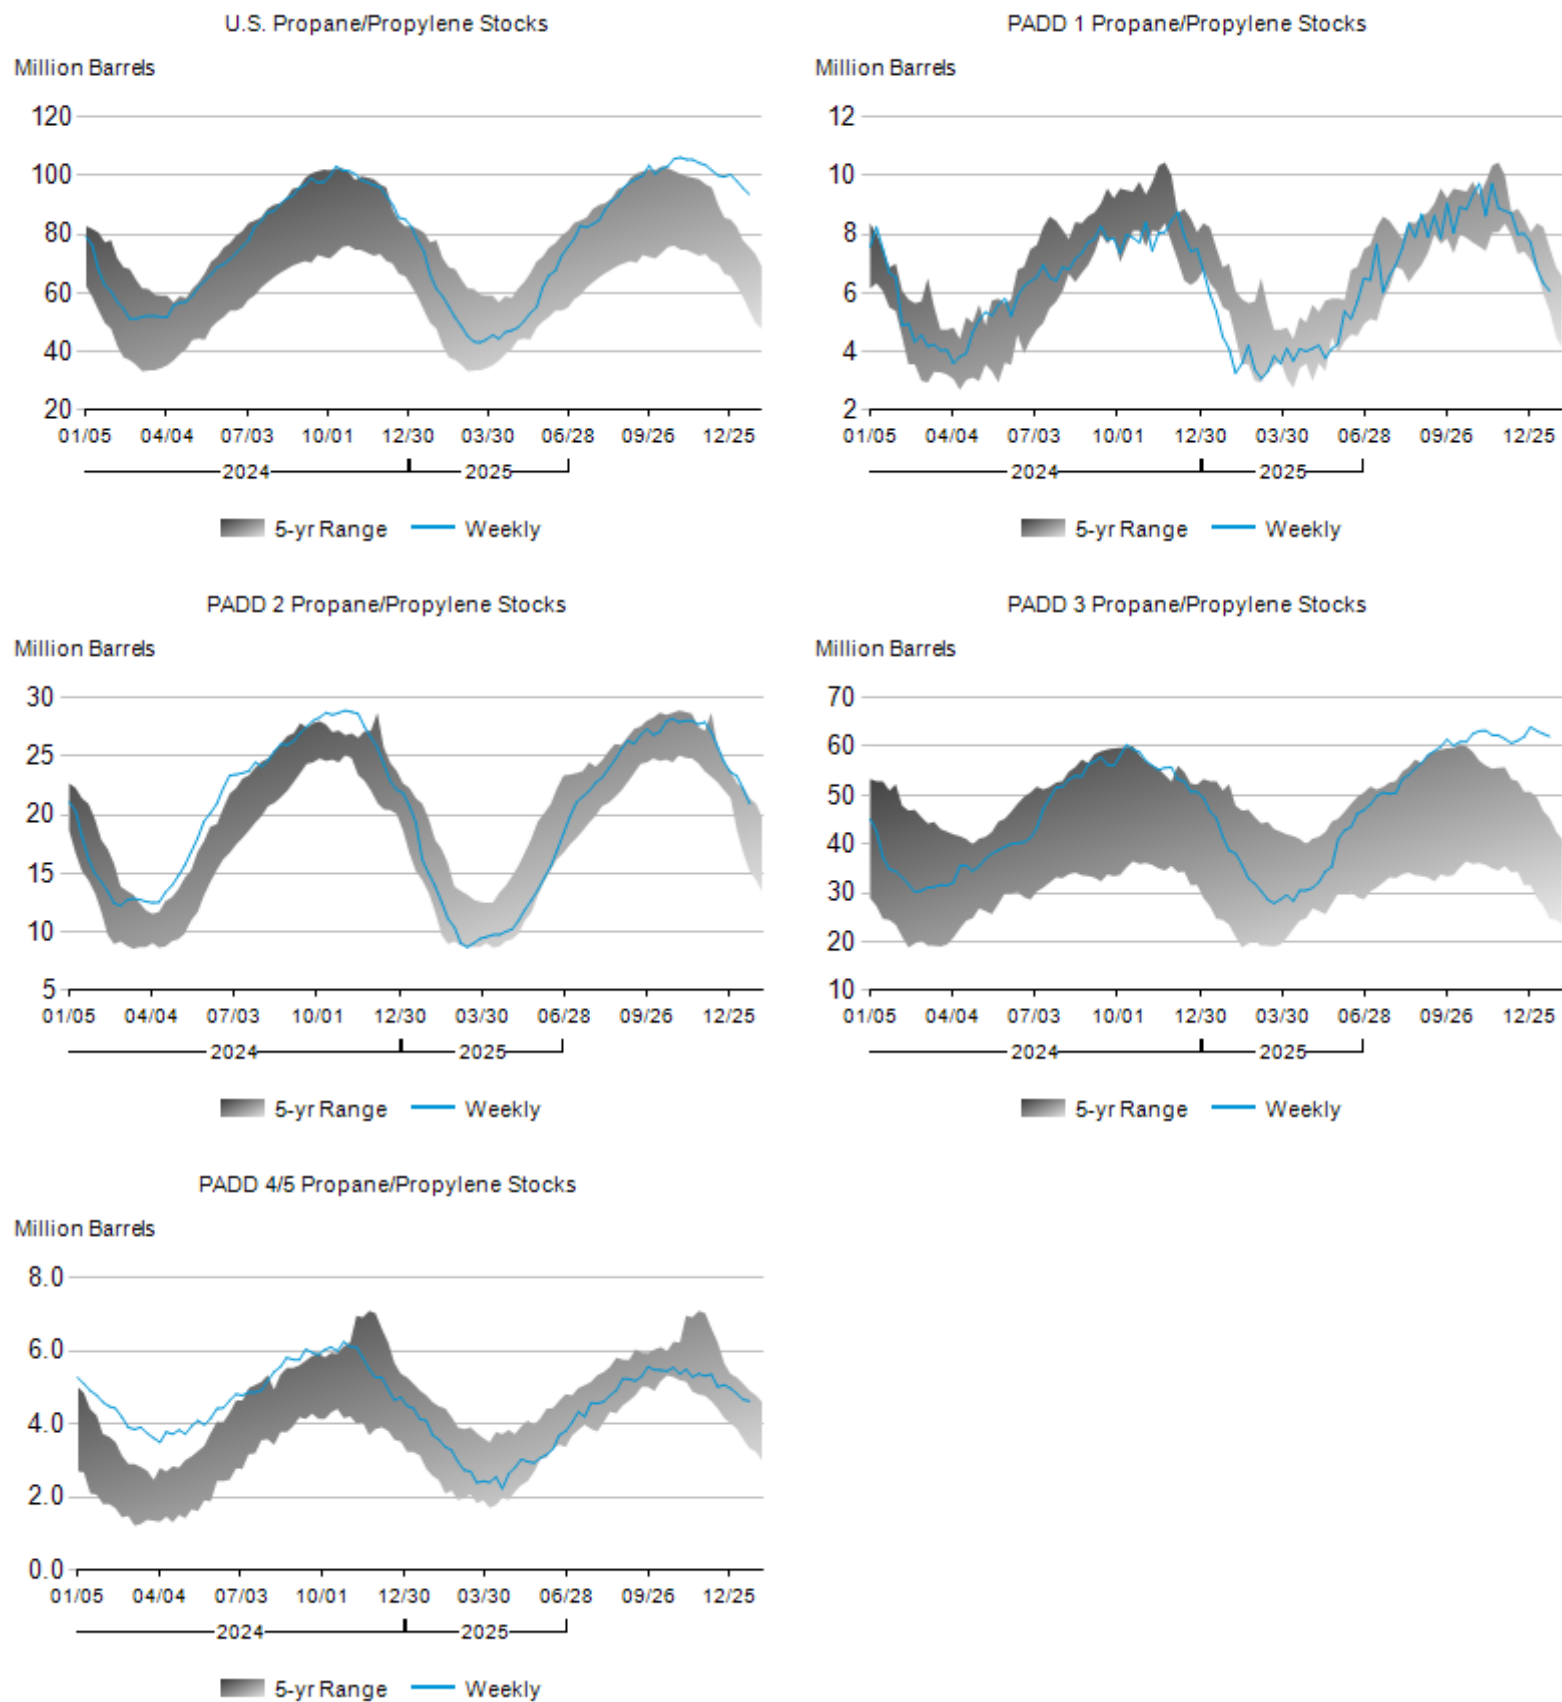 U.S. Propane/Propylene Stocks
Million Barrels
120
100
80
60
40
20
01/05 04/04 07/03 10/01 12/30 03/30 06/28 09/26 12/25
2024 2025
5-yr Range Weekly
PADD 1 Propane/Propylene Stocks
Million Barrels
12
10
8
6
4
2
01/05 04/04 07/03 10/01 12/30 03/30 06/28 09/26 12/25
2024 2025
5-yr Range Weekly
PADD 2 Propane/Propylene Stocks
Million Barrels
30
25
20
15
10
5
01/05 04/04 07/03 10/01 12/30 03/30 06/28 09/26 12/25
2024 2025
5-yr Range Weekly
PADD 3 Propane/Propylene Stocks
Million Barrels
70
60
50
40
30
20
10
01/05 04/04 07/03 10/01 12/30 03/30 06/28 09/26 12/25
2024 2025
5-yr Range Weekly
PADD 4/5 Propane/Propylene Stocks
Million Barrels
8.0
6.0
4.0
2.0
0.0
01/05 04/04 07/03 10/01 12/30 03/30 06/28 09/26 12/25
2024 2025
5-yr Range Weekly